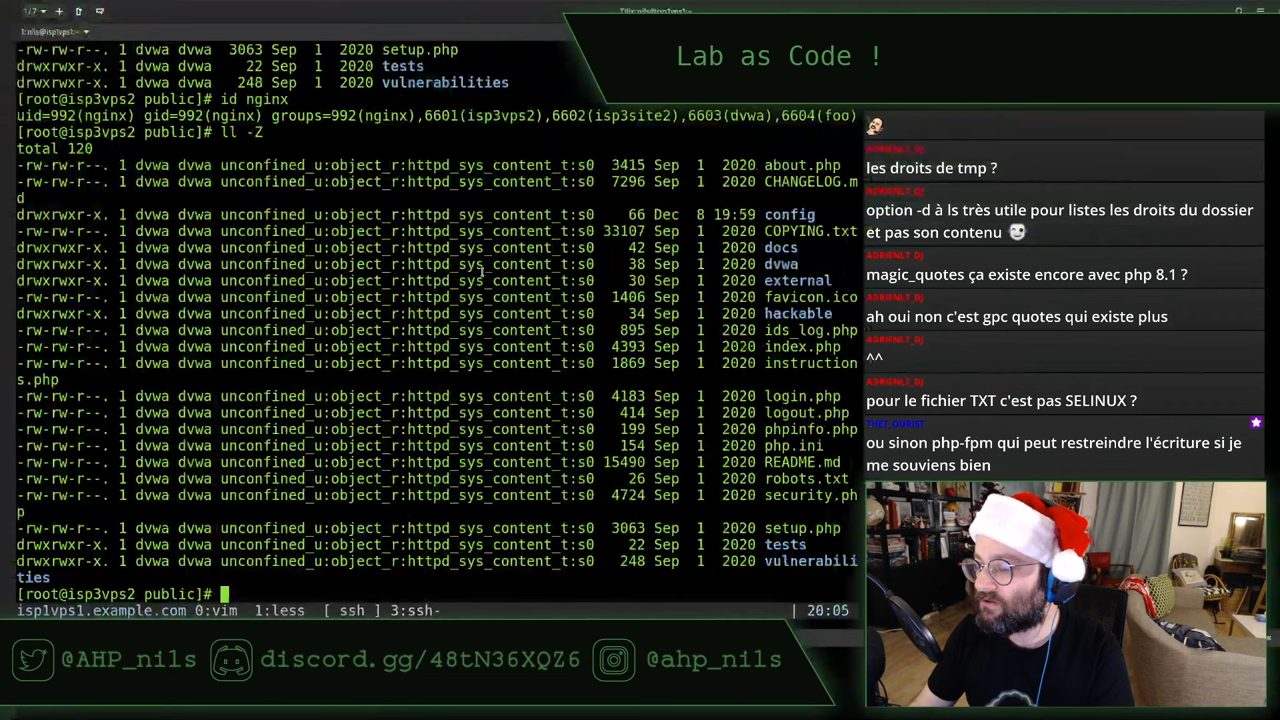 1/7
1: nils@isp1vps1:~
Tilix: nils@isp1vps1:~
Lab as Code !
-rw-rw-r--. 1 dvwa dvwa  3063 Sep  1  2020 setup.php
drwxrwxr-x. 1 dvwa dvwa    22 Sep  1  2020 tests
drwxrwxr-x. 1 dvwa dvwa   248 Sep  1  2020 vulnerabilities
[root@isp3vps2 public]# id nginx
uid=992(nginx) gid=992(nginx) groups=992(nginx),6601(isp3vps2),6602(isp3site2),6603(dvwa),6604(foo)
[root@isp3vps2 public]# ll -Z
total 120
-rw-rw-r--. 1 dvwa dvwa unconfined_u:object_r:httpd_sys_content_t:s0  3415 Sep  1  2020 about.php
-rw-rw-r--. 1 dvwa dvwa unconfined_u:object_r:httpd_sys_content_t:s0  7296 Sep  1  2020 CHANGELOG.m
d
drwxrwxr-x. 1 dvwa dvwa unconfined_u:object_r:httpd_sys_content_t:s0    66 Dec  8 19:59 config
-rw-rw-r--. 1 dvwa dvwa unconfined_u:object_r:httpd_sys_content_t:s0 33107 Sep  1  2020 COPYING.txt
drwxrwxr-x. 1 dvwa dvwa unconfined_u:object_r:httpd_sys_content_t:s0    42 Sep  1  2020 docs
drwxrwxr-x. 1 dvwa dvwa unconfined_u:object_r:httpd_sys_content_t:s0    38 Sep  1  2020 dvwa
drwxrwxr-x. 1 dvwa dvwa unconfined_u:object_r:httpd_sys_content_t:s0    30 Sep  1  2020 external
-rw-rw-r--. 1 dvwa dvwa unconfined_u:object_r:httpd_sys_content_t:s0  1406 Sep  1  2020 favicon.ico
drwxrwxr-x. 1 dvwa dvwa unconfined_u:object_r:httpd_sys_content_t:s0    34 Sep  1  2020 hackable
-rw-rw-r--. 1 dvwa dvwa unconfined_u:object_r:httpd_sys_content_t:s0   895 Sep  1  2020 ids_log.php
-rw-rw-r--. 1 dvwa dvwa unconfined_u:object_r:httpd_sys_content_t:s0  4393 Sep  1  2020 index.php
-rw-rw-r--. 1 dvwa dvwa unconfined_u:object_r:httpd_sys_content_t:s0  1869 Sep  1  2020 instruction
s.php
-rw-rw-r--. 1 dvwa dvwa unconfined_u:object_r:httpd_sys_content_t:s0  4183 Sep  1  2020 login.php
-rw-rw-r--. 1 dvwa dvwa unconfined_u:object_r:httpd_sys_content_t:s0   414 Sep  1  2020 logout.php
-rw-rw-r--. 1 dvwa dvwa unconfined_u:object_r:httpd_sys_content_t:s0   199 Sep  1  2020 phpinfo.php
-rw-rw-r--. 1 dvwa dvwa unconfined_u:object_r:httpd_sys_content_t:s0   154 Sep  1  2020 php.ini
-rw-rw-r--. 1 dvwa dvwa unconfined_u:object_r:httpd_sys_content_t:s0 15490 Sep  1  2020 README.md
-rw-rw-r--. 1 dvwa dvwa unconfined_u:object_r:httpd_sys_content_t:s0    26 Sep  1  2020 robots.txt
-rw-rw-r--. 1 dvwa dvwa unconfined_u:object_r:httpd_sys_content_t:s0  4724 Sep  1  2020 security.ph
p
-rw-rw-r--. 1 dvwa dvwa unconfined_u:object_r:httpd_sys_content_t:s0  3063 Sep  1  2020 setup.php
drwxrwxr-x. 1 dvwa dvwa unconfined_u:object_r:httpd_sys_content_t:s0    22 Sep  1  2020 tests
drwxrwxr-x. 1 dvwa dvwa unconfined_u:object_r:httpd_sys_content_t:s0   248 Sep  1  2020 vulnerabili
ties
[root@isp3vps2 public]#
isp1vps1.example.com 0:vim  1:less  [ ssh ] 3:ssh-  | 20:05
ADRIENLT_DJ
les droits de tmp ?
ADRIENLT_DJ
option -d à ls très utile pour listes les droits du dossier
et pas son contenu
ADRIENLT_DJ
magic_quotes ça existe encore avec php 8.1 ?
ADRIENLT_DJ
ah oui non c'est gpc quotes qui existe plus
ADRIENLT_DJ
^^
ADRIENLT_DJ
pour le fichier TXT c'est pas SELINUX ?
THET_OURIST
ou sinon php-fpm qui peut restreindre l'écriture si je
me souviens bien
@AHP_nils discord.gg/48tN36XQZ6 @ahp_nils